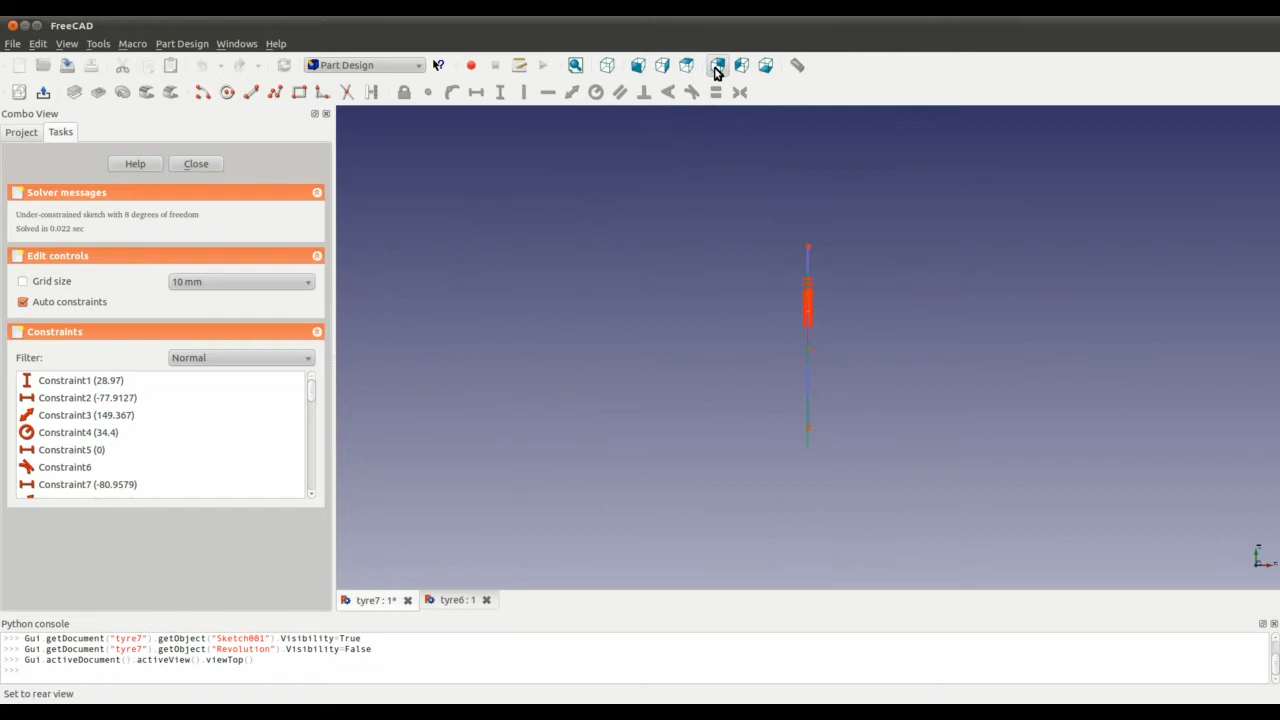 FreeCAD
File Edit View Tools Macro Part Design Windows Help
Part Design
Combo View
Project Tasks
Help Close
Solver messages
Under-constrained sketch with 8 degrees of freedom
Solved in 0.022 sec
Edit controls
Grid size 10 mm
Auto constraints
Constraints
Filter: Normal
Constraint1 (28.97)
Constraint2 (-77.9127)
Constraint3 (149.367)
Constraint4 (34.4)
Constraint5 (0)
Constraint6
Constraint7 (-80.9579)
tyre7 : 1* tyre6 : 1
Python console
>>> Gui.getDocument("tyre7").getObject("Sketch001").Visibility=True
>>> Gui.getDocument("tyre7").getObject("Revolution").Visibility=False
>>> Gui.activeDocument().activeView().viewTop()
>>>
Set to rear view